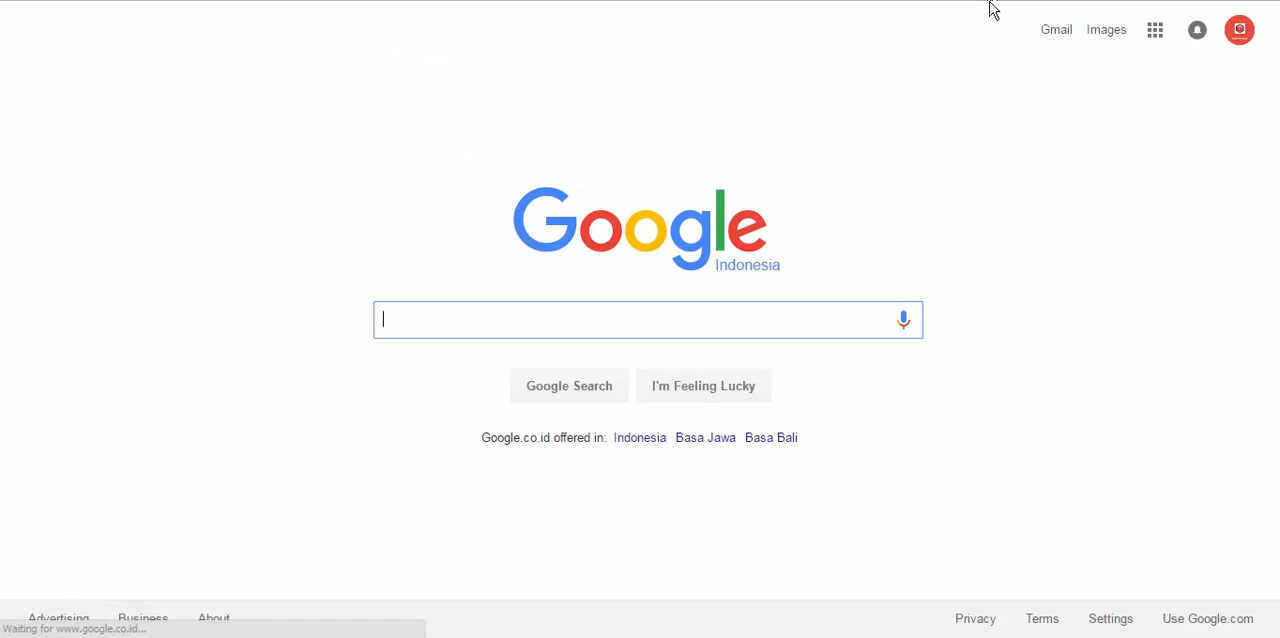 Gmail Images
Google
Indonesia
Google Search I'm Feeling Lucky
Google.co.id offered in: Indonesia Basa Jawa Basa Bali
Advertising Business About Privacy Terms Settings Use Google.com
Waiting for www.google.co.id...